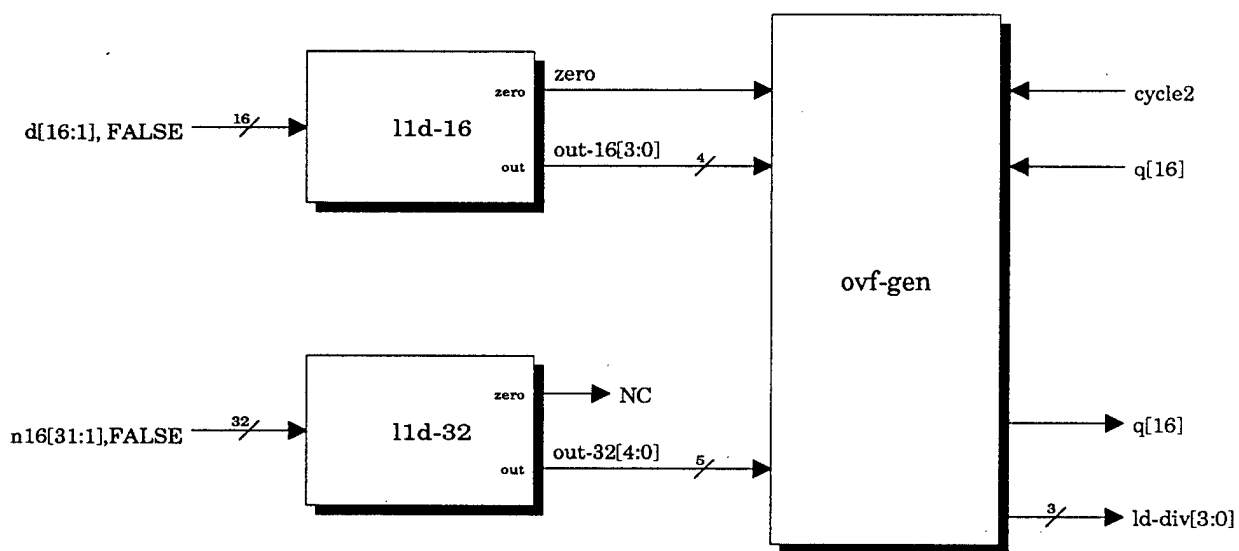 zero
zero
cycle2
16
d[16:1], FALSE
l1d-16
out-16[3:0]
4
out
q[16]
ovf-gen
zero
NC
32
n16[31:1],FALSE
l1d-32
q[16]
out-32[4:0]
5
out
3
ld-div[3:0]